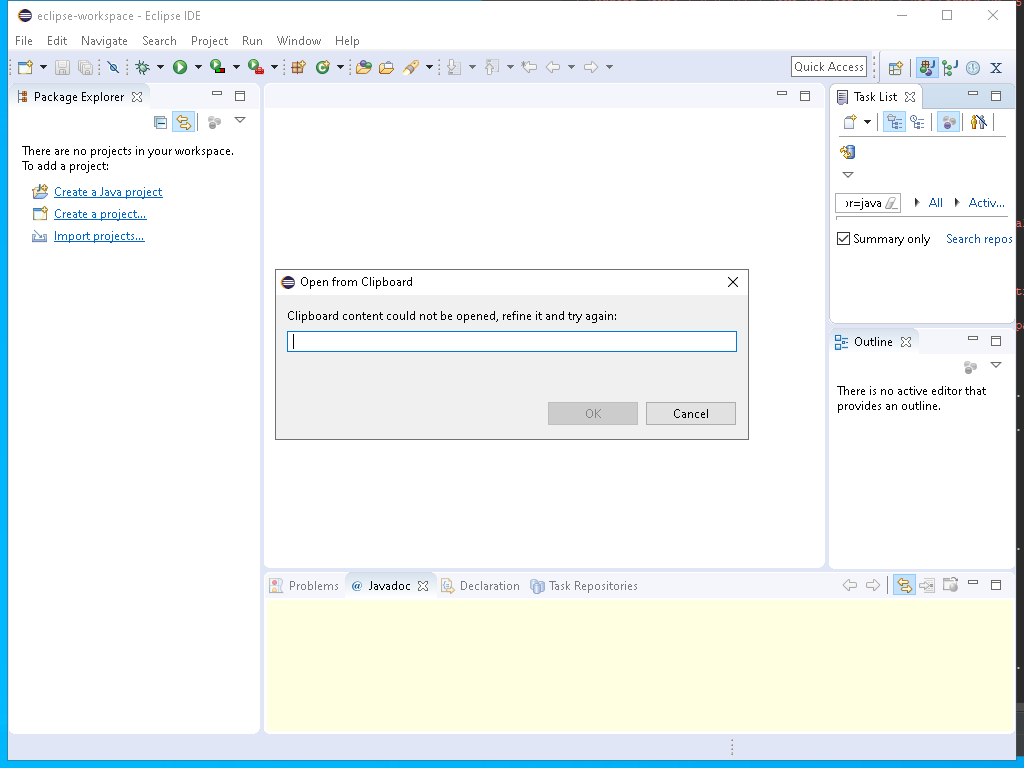 eclipse-workspace - Eclipse IDE
File Edit Navigate Search Project Run Window Help
Quick Access
Package Explorer
Task List
There are no projects in your workspace.
To add a project:
Create a Java project
Create a project...
Import projects...
or=java All Activ...
Summary only Search repos
Open from Clipboard
Clipboard content could not be opened, refine it and try again:
OK Cancel
Outline
There is no active editor that
provides an outline.
Problems @ Javadoc Declaration Task Repositories